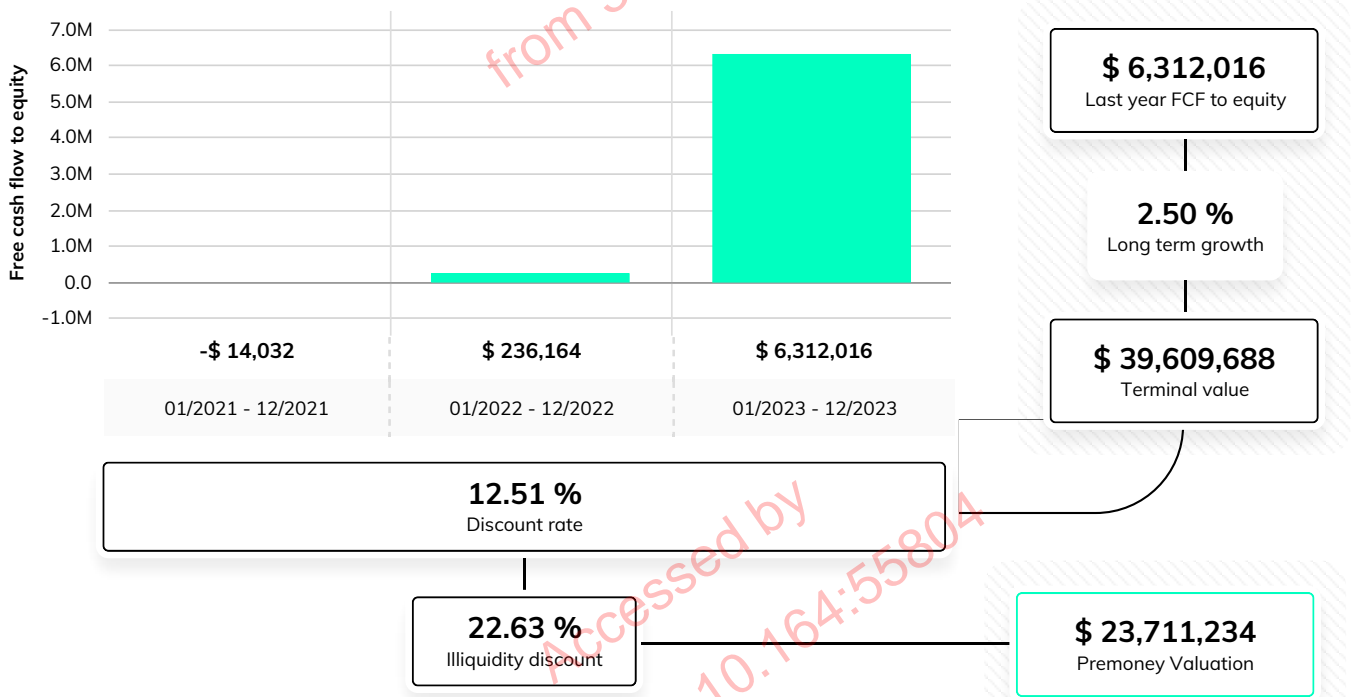 7.0M
6.0M
5.0M
4.0M
3.0M
2.0M
1.0M
0.0
-1.0M
Free cash flow to equity
-$ 14,032
$ 236,164
$ 6,312,016
01/2021 - 12/2021
01/2022 - 12/2022
01/2023 - 12/2023
$ 6,312,016
Last year FCF to equity
2.50 %
Long term growth
$ 39,609,688
Terminal value
12.51 %
Discount rate
22.63 %
Illiquidity discount
$ 23,711,234
Premoney Valuation
from
Accessed by
10.164:55804